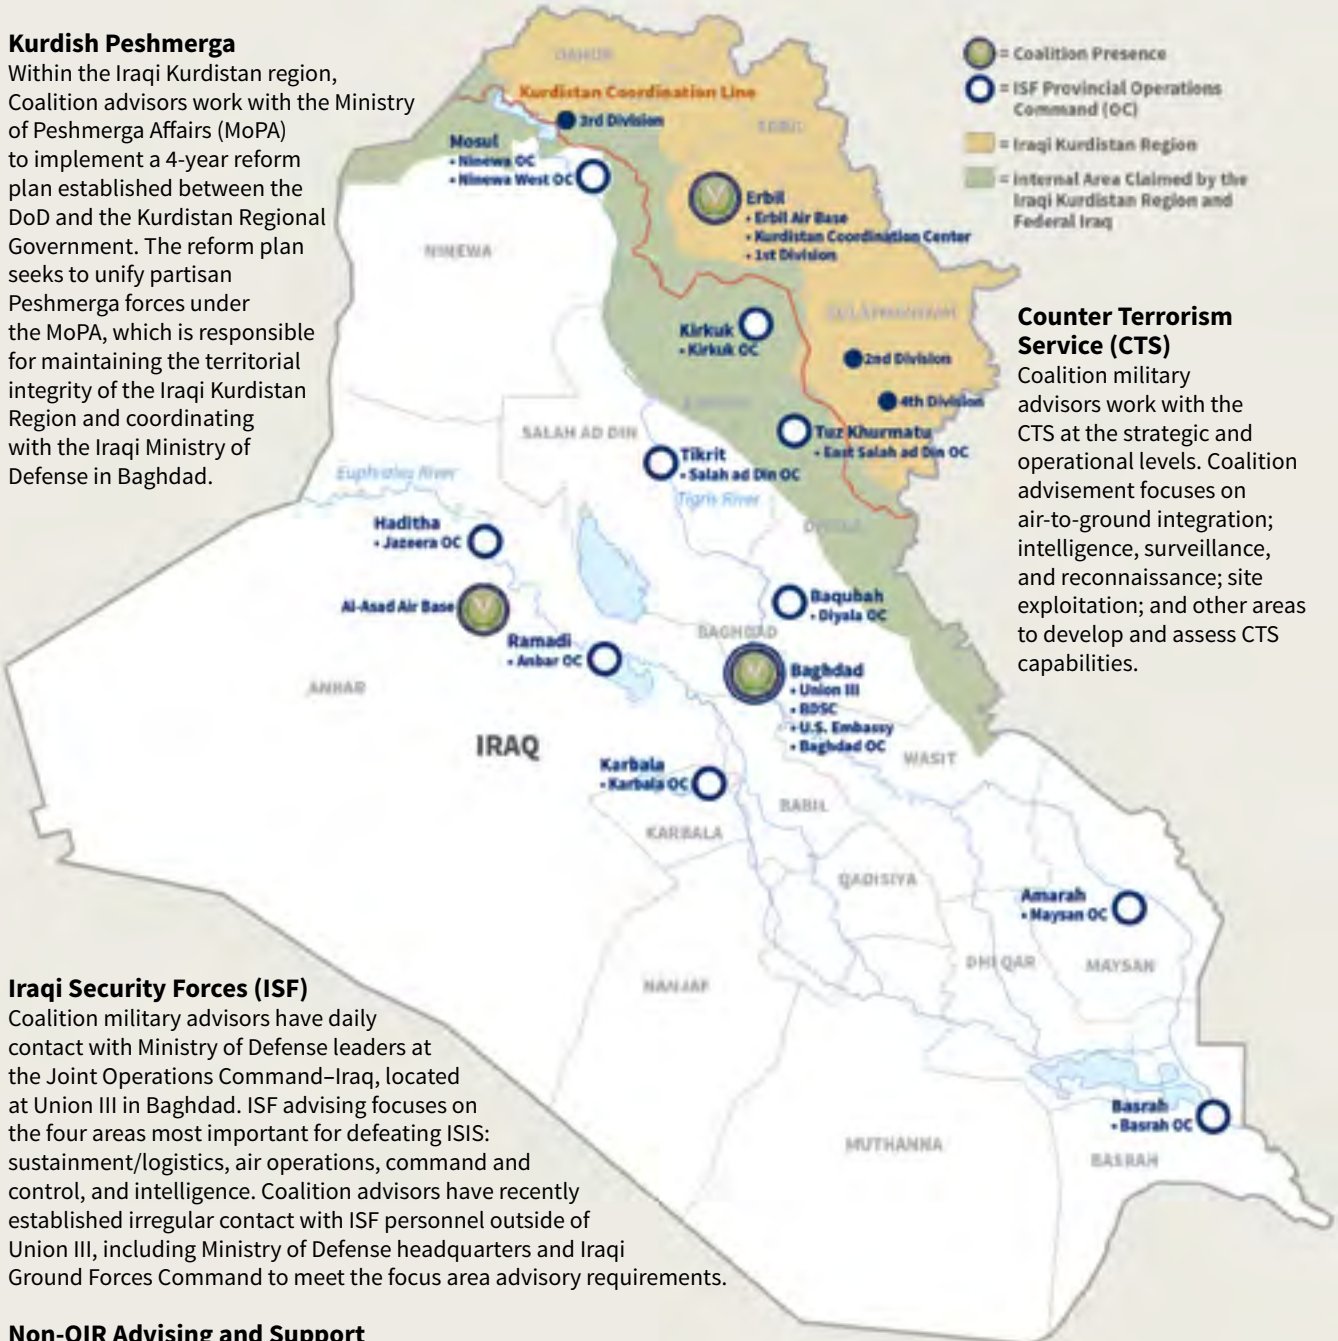 Kurdish Peshmerga
Within the Iraqi Kurdistan region,
Coalition advisors work with the Ministry
of Peshmerga Affairs (MoPA)
to implement a 4-year reform
plan established between the
DoD and the Kurdistan Regional
Government. The reform plan
seeks to unify partisan
Peshmerga forces under
the MoPA, which is responsible
for maintaining the territorial
integrity of the Iraqi Kurdistan
Region and coordinating
with the Iraqi Ministry of
Defense in Baghdad.
= Coalition Presence
= ISF Provincial Operations
Command (OC)
= Iraqi Kurdistan Region
= Internal Area Claimed by the
Iraqi Kurdistan Region and
Federal Iraq
Kurdistan Coordination Line
3rd Division
Mosul
• Ninewa OC
• Ninewa West OC
Erbil
• Erbil Air Base
• Kurdistan Coordination Center
• 1st Division
NINEWA
Kirkuk
• Kirkuk OC
2nd Division
4th Division
Tuz Khurmatu
• East Salah ad Din OC
SALAH AD DIN
Tikrit
• Salah ad Din OC
Euphrates River
Tigris River
DIYALA
Haditha
• Jazeera OC
Al-Asad Air Base
Ramadi
• Anbar OC
Baqubah
• Diyala OC
BAGHDAD
Baghdad
• Union III
• BDSC
• U.S. Embassy
• Baghdad OC
ANBAR
IRAQ
WASIT
Karbala
• Karbala OC
KARBALA
BABIL
QADISIYA
Amarah
• Maysan OC
DHI QAR
MAYSAN
NANJAF
MUTHANNA
Basrah
• Basrah OC
BASRAH
Counter Terrorism
Service (CTS)
Coalition military
advisors work with the
CTS at the strategic and
operational levels. Coalition
advisement focuses on
air-to-ground integration;
intelligence, surveillance,
and reconnaissance; site
exploitation; and other areas
to develop and assess CTS
capabilities.
Iraqi Security Forces (ISF)
Coalition military advisors have daily
contact with Ministry of Defense leaders at
the Joint Operations Command–Iraq, located
at Union III in Baghdad. ISF advising focuses on
the four areas most important for defeating ISIS:
sustainment/logistics, air operations, command and
control, and intelligence. Coalition advisors have recently
established irregular contact with ISF personnel outside of
Union III, including Ministry of Defense headquarters and Iraqi
Ground Forces Command to meet the focus area advisory requirements.
Non-OIR Advising and Support